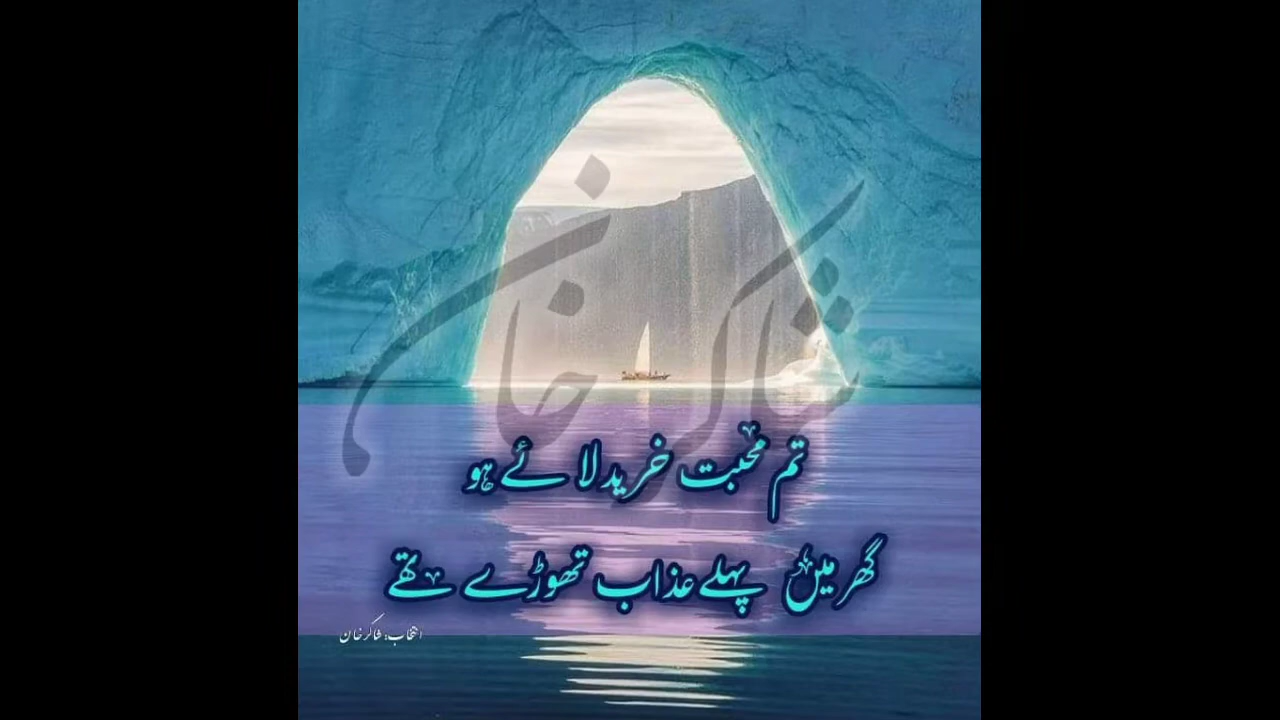 شاکر خان
تم محبت خرید لائے ہو
گھر میں پہلے عذاب تھوڑے تھے
انتخاب: شاکر خان